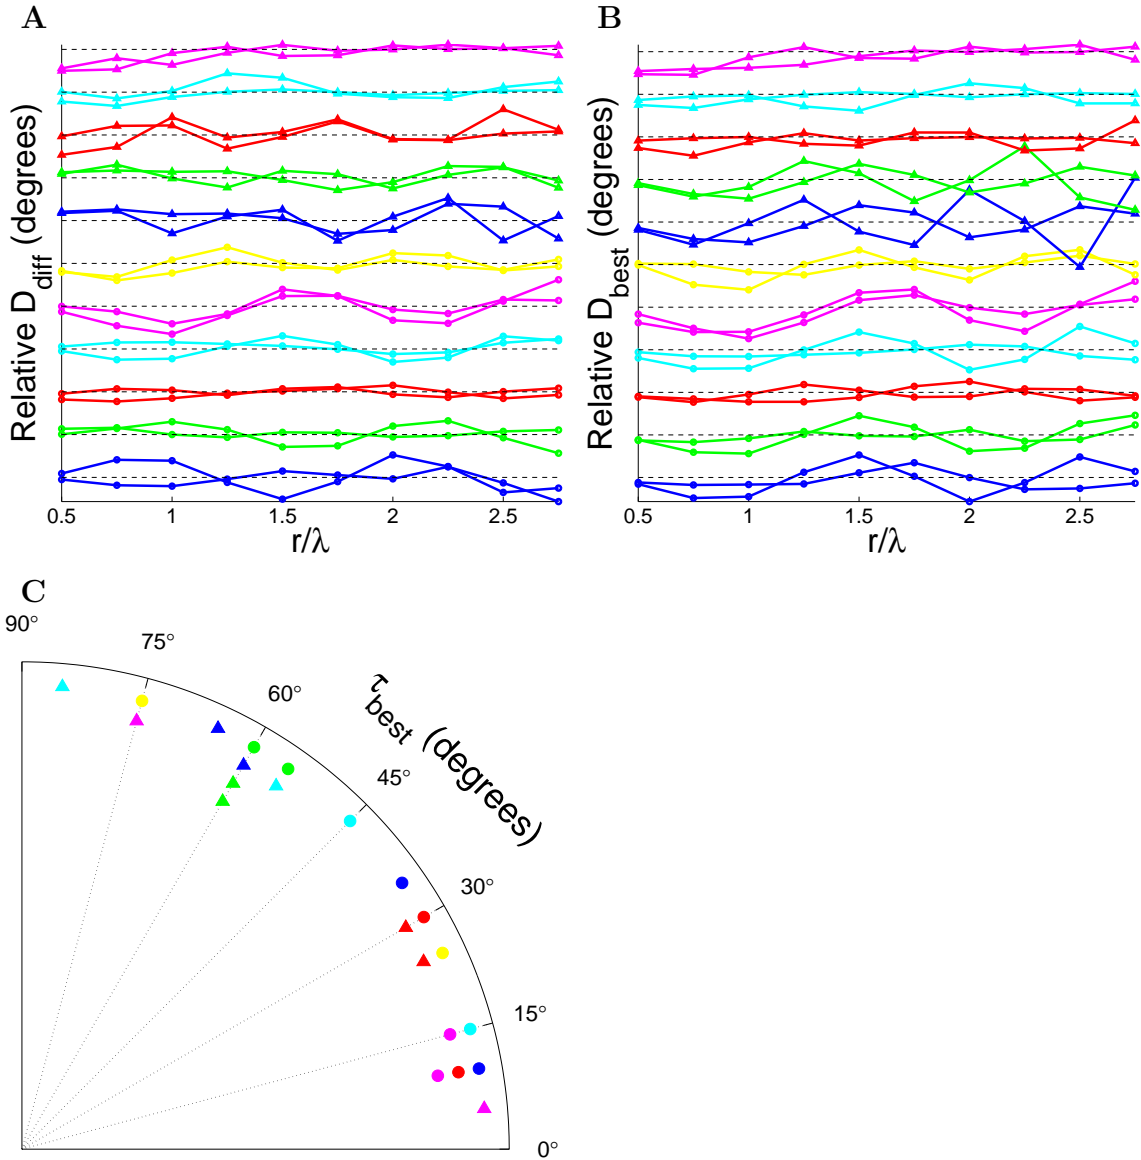 A
B
Relative D_diff (degrees)
0.5 1 1.5 2 2.5
r/λ
Relative D_best (degrees)
0.5 1 1.5 2 2.5
r/λ
C
90°
75°
60°
τ_best (degrees)
45°
30°
15°
0°